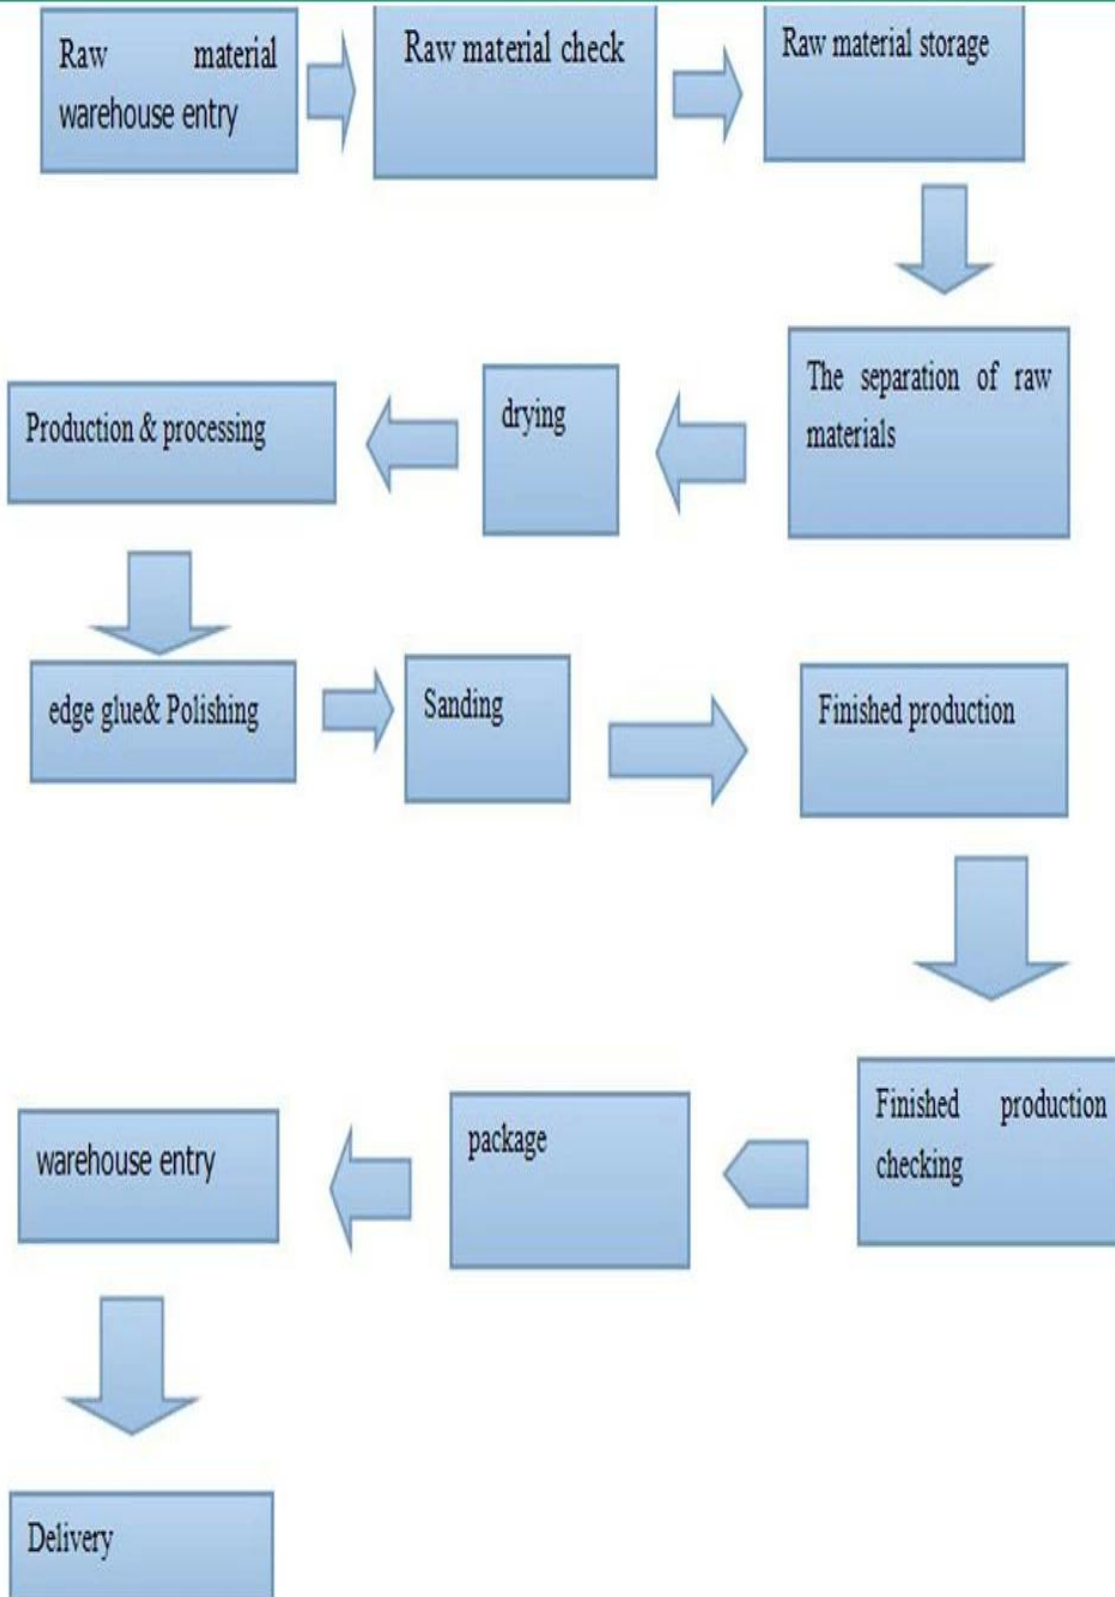 Raw material
warehouse entry
Raw material check
Raw material storage
The separation of raw
materials
drying
Production & processing
edge glue& Polishing
Sanding
Finished production
Finished production
checking
package
warehouse entry
Delivery